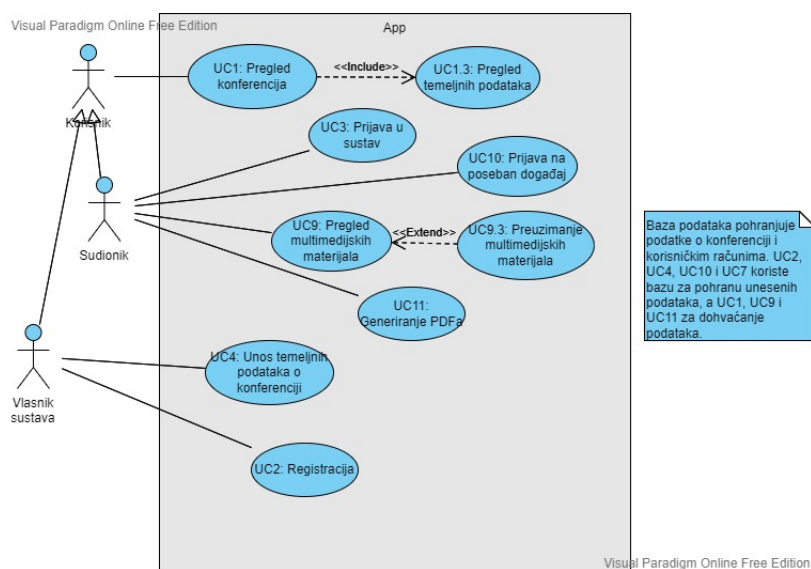 Visual Paradigm Online Free Edition
App
UC1: Pregled
konferencija
<<Include>>
UC1.3: Pregled
temeljnih podataka
Korisnik
UC3: Prijava u
sustav
UC10: Prijava na
poseban događaj
Sudionik
UC9: Pregled
multimedijskih
materijala
<<Extend>>
UC9.3: Preuzimanje
multimedijskih
materijala
Baza podataka pohranjuje
podatke o konferenciji i
korisničkim računima. UC2,
UC4, UC10 i UC7 koriste
bazu za pohranu unesenih
podataka, a UC1, UC9 i
UC11 za dohvaćanje
podataka.
UC11:
Generiranje PDFa
UC4: Unos temeljnih
podataka o
konferenciji
Vlasnik
sustava
UC2: Registracija
Visual Paradigm Online Free Edition